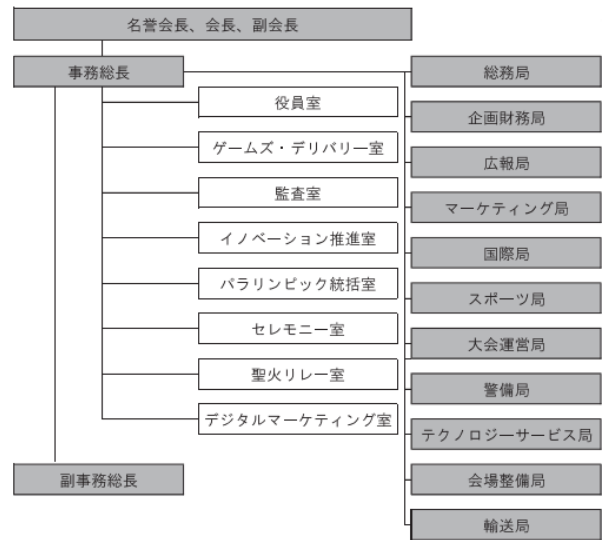 名誉会長、会長、副会長
事務総長
役員室
ゲームズ・デリバリー室
監査室
イノベーション推進室
パラリンピック統括室
セレモニー室
聖火リレー室
デジタルマーケティング室
副事務総長
総務局
企画財務局
広報局
マーケティング局
国際局
スポーツ局
大会運営局
警備局
テクノロジーサービス局
会場整備局
輸送局